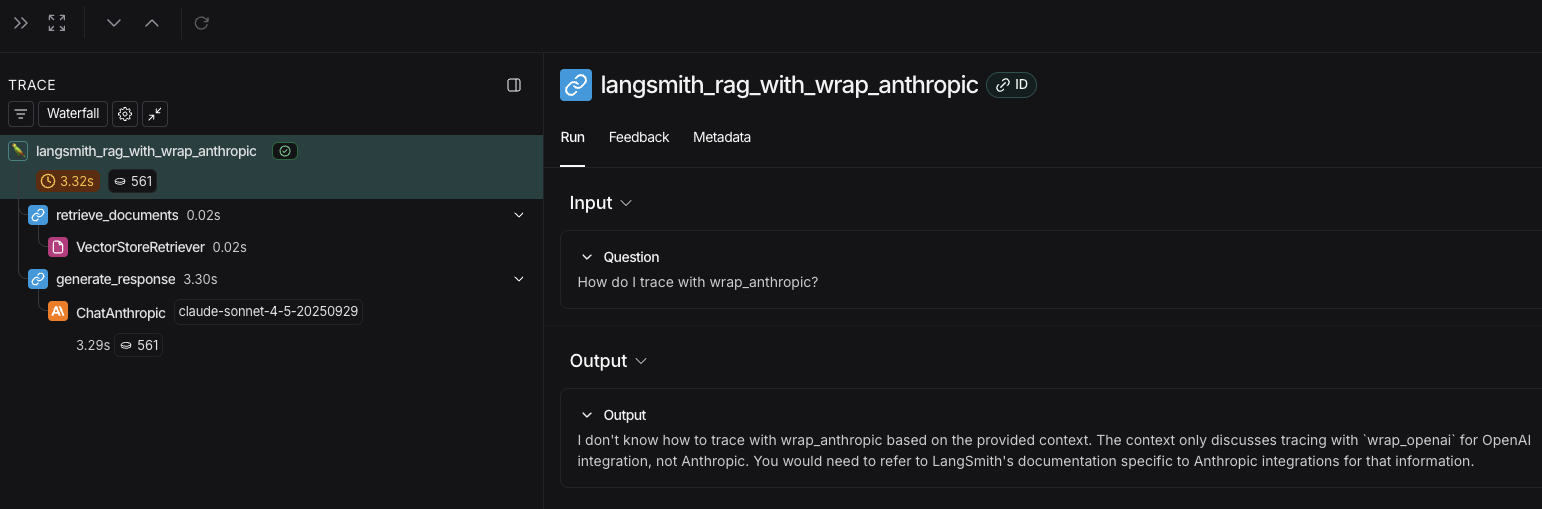 TRACE
Waterfall
langsmith_rag_with_wrap_anthropic
3.32s 561
retrieve_documents 0.02s
VectorStoreRetriever 0.02s
generate_response 3.30s
ChatAnthropic claude-sonnet-4-5-20250929
3.29s 561
langsmith_rag_with_wrap_anthropic ID
Run Feedback Metadata
Input
Question
How do I trace with wrap_anthropic?
Output
Output
I don't know how to trace with wrap_anthropic based on the provided context. The context only discusses tracing with `wrap_openai` for OpenAI
integration, not Anthropic. You would need to refer to LangSmith's documentation specific to Anthropic integrations for that information.